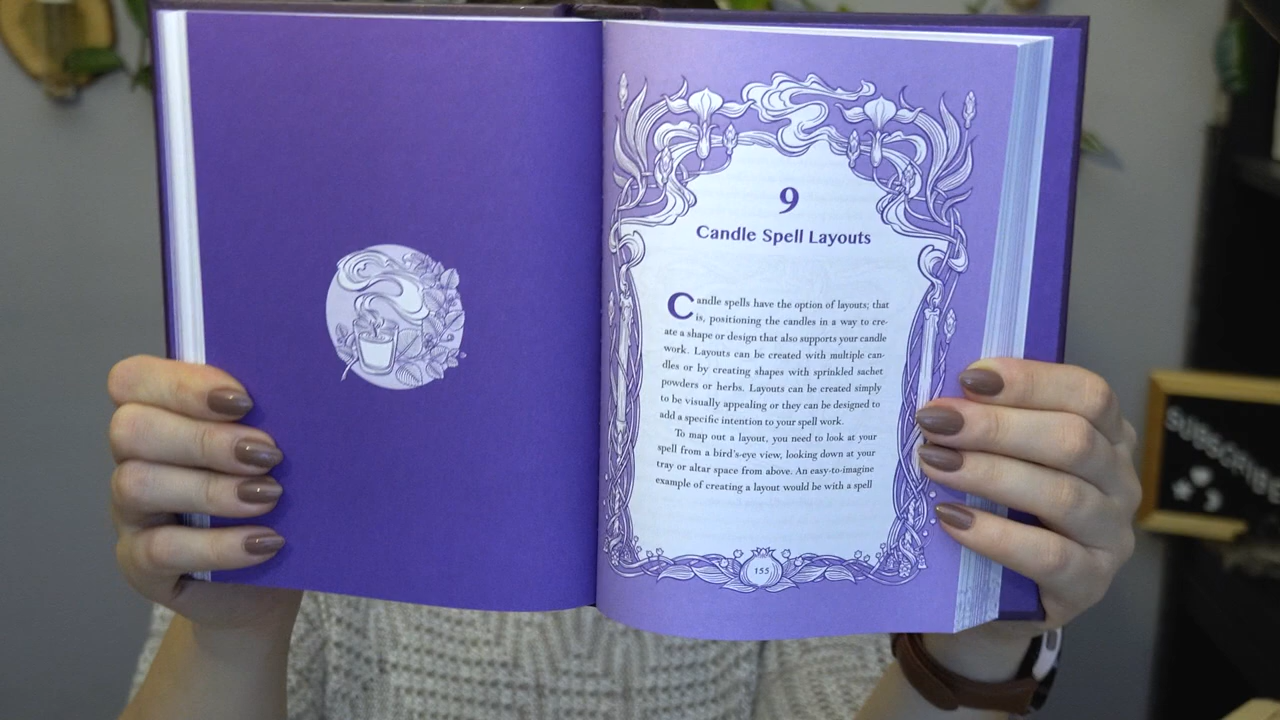 9
Candle Spell Layouts
Candle spells have the option of layouts; that
is, positioning the candles in a way to cre-
ate a shape or design that also supports your candle
work. Layouts can be created with multiple can-
dles or by creating shapes with sprinkled sachet
powders or herbs. Layouts can be created simply
to be visually appealing or they can be designed to
add a specific intention to your spell work.
To map out a layout, you need to look at your
spell from a bird's-eye view, looking down at your
tray or altar space from above. An easy-to-imagine
example of creating a layout would be with a spell
155
SUBSCRIBE